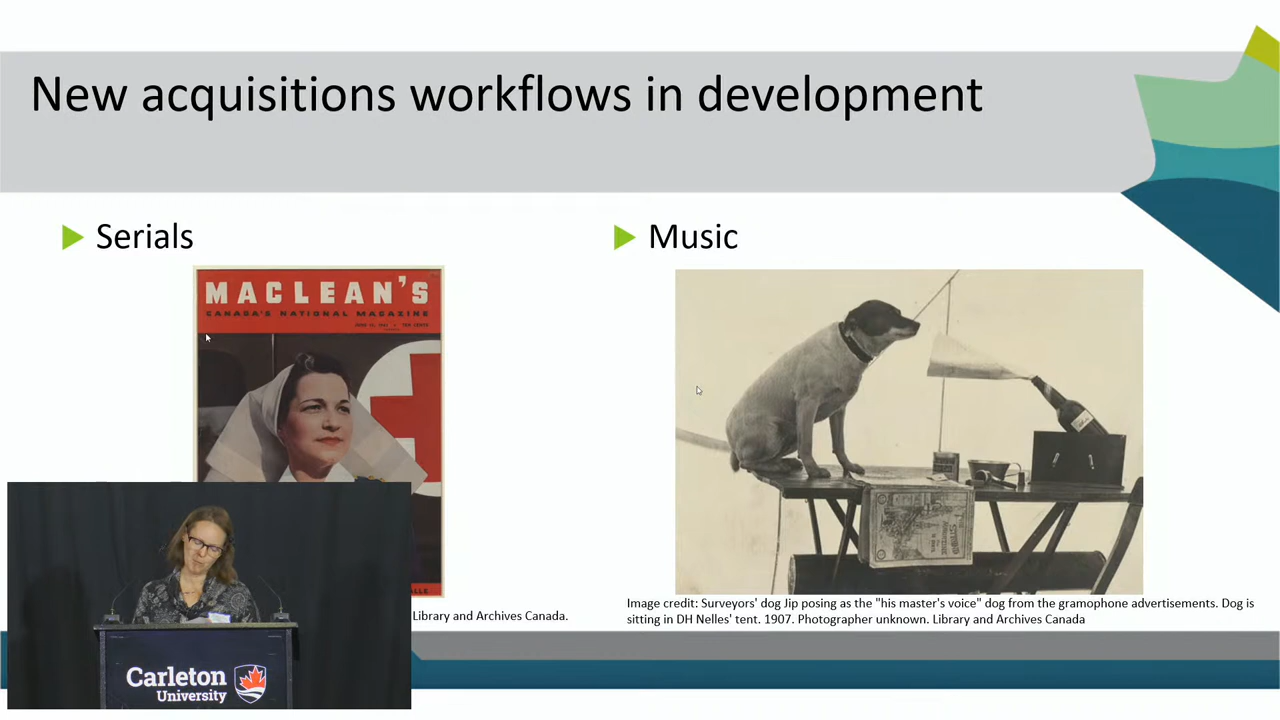 New acquisitions workflows in development
Serials
Music
MACLEAN'S
CANADA'S NATIONAL MAGAZINE
TEN CENTS
Library and Archives Canada.
Image credit: Surveyors' dog Jip posing as the "his master's voice" dog from the gramophone advertisements. Dog is
sitting in DH Nelles' tent. 1907. Photographer unknown. Library and Archives Canada
Carleton
University